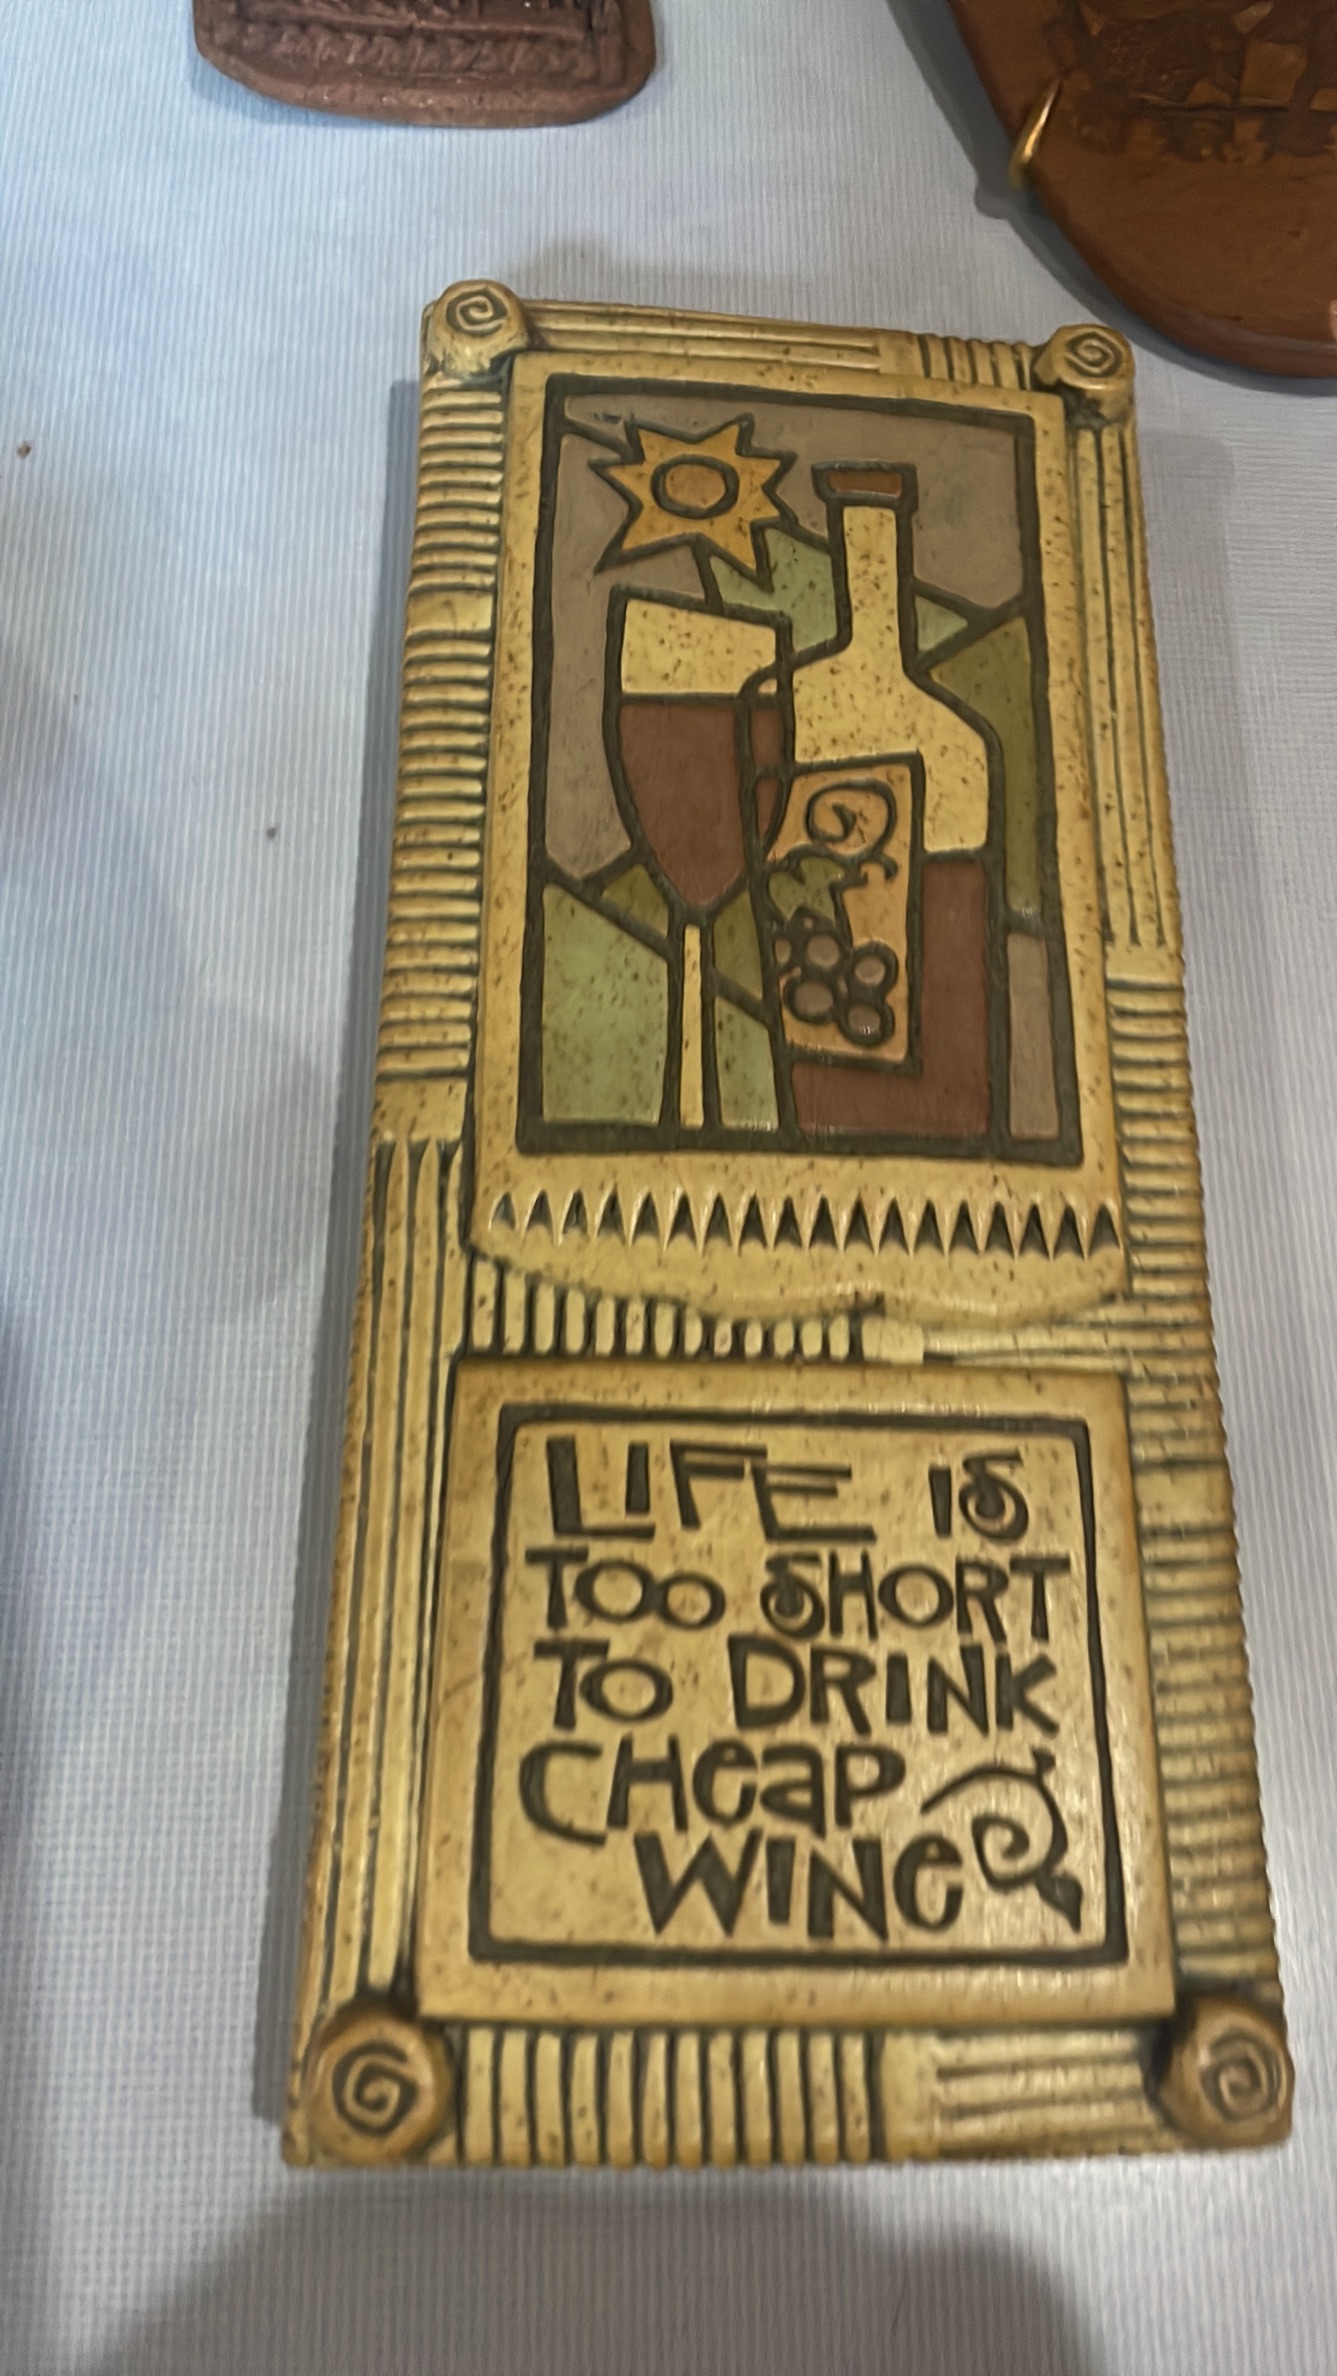 LIFE IS
TOO SHORT
TO DRINK
CHeaP
WINe